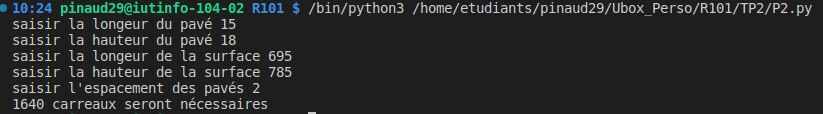 10:24 pinaud29@iutinfo-104-02 R101 $ /bin/python3 /home/etudiants/pinaud29/Ubox_Perso/R101/TP2/P2.py
saisir la longeur du pavé 15
saisir la hauteur du pavé 18
saisir la longeur de la surface 695
saisir la hauteur de la surface 785
saisir l'espacement des pavés 2
1640 carreaux seront nécessaires